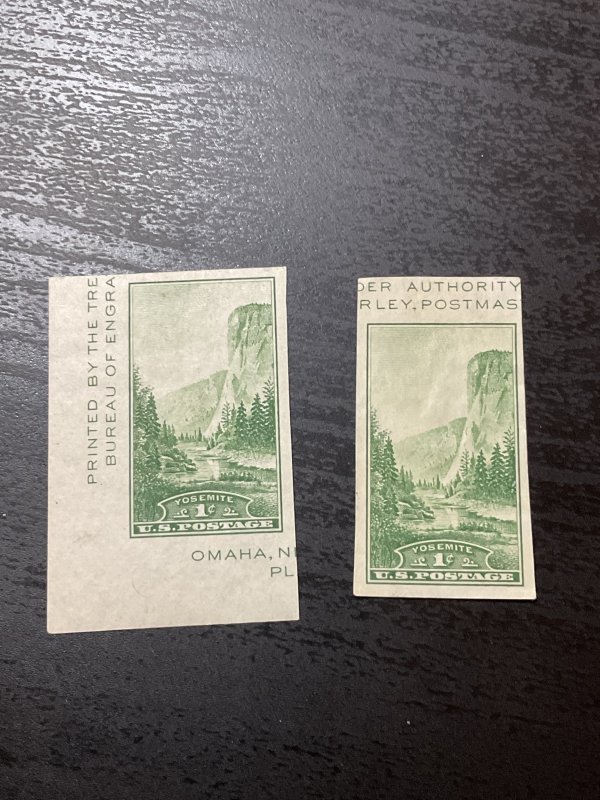 PRINTED BY THE TRE
BUREAU OF ENGRA
YOSEMITE
1¢
U.S. POSTAGE
OMAHA, N
PL
DER AUTHORITY
RLEY, POSTMAS
YOSEMITE
1¢
U.S. POSTAGE